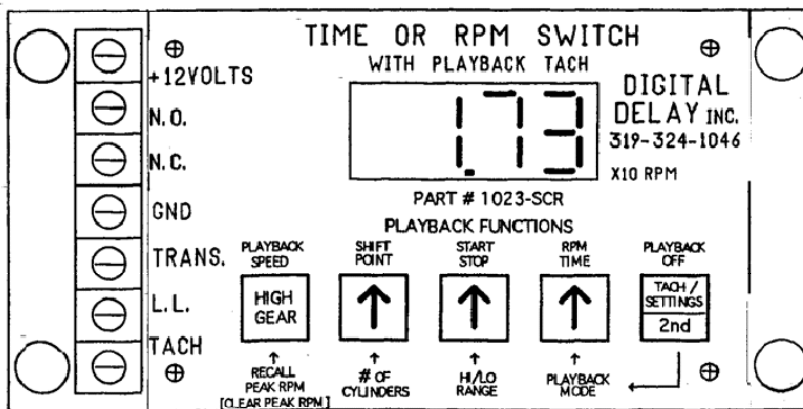 TIME OR RPM SWITCH
WITH PLAYBACK TACH
+12VOLTS
N.O.
N.C.
GND
TRANS.
L.L.
TACH
1.73
DIGITAL
DELAY INC.
319-324-1046
X10 RPM
PART # 1023-SCR
PLAYBACK FUNCTIONS
PLAYBACK
SPEED
SHIFT
POINT
START
STOP
RPM
TIME
PLAYBACK
OFF
HIGH
GEAR
↑
↑
↑
TACH /
SETTINGS
2nd
↑
RECALL
PEAK RPM
[CLEAR PEAK RPM]
↑
# OF
CYLINDERS
↑
HI/LO
RANGE
↑
PLAYBACK
MODE